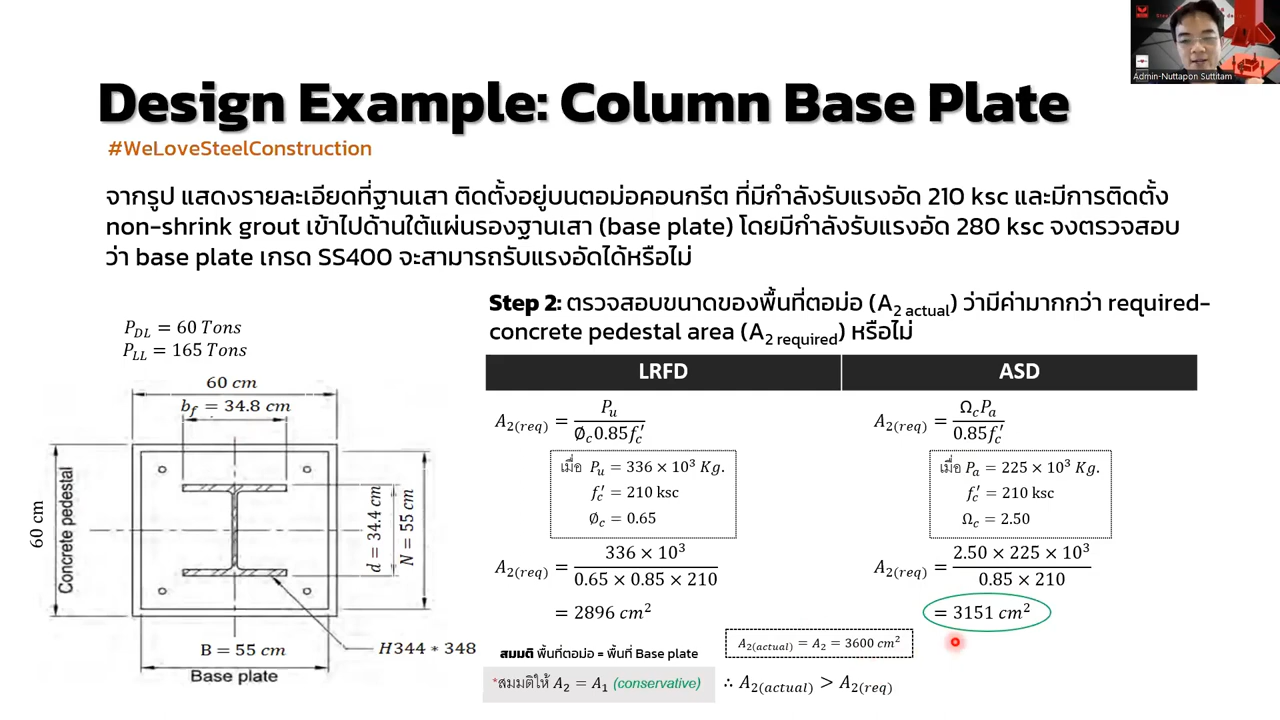 Admin-Nuttapon Suttitam
Design Example: Column Base Plate
#WeLoveSteelConstruction
จากรูป แสดงรายละเอียดที่ฐานเสา ติดตั้งอยู่บนตอม่อคอนกรีต ที่มีกำลังรับแรงอัด 210 ksc และมีการติดตั้ง
non-shrink grout เข้าไปด้านใต้แผ่นรองฐานเสา (base plate) โดยมีกำลังรับแรงอัด 280 ksc จงตรวจสอบ
ว่า base plate เกรด SS400 จะสามารถรับแรงอัดได้หรือไม่
P_DL = 60 Tons
P_LL = 165 Tons
60 cm
b_f = 34.8 cm
60 cm
Concrete pedestal
d = 34.4 cm
N = 55 cm
B = 55 cm
H344 * 348
Base plate
Step 2: ตรวจสอบขนาดของพื้นที่ตอม่อ (A_2 actual) ว่ามีค่ามากกว่า required-
concrete pedestal area (A_2 required) หรือไม่
LRFD
A_2(req) = P_u / ∅_c 0.85f_c′
เมื่อ P_u = 336 × 10³ Kg.
f_c′ = 210 ksc
∅_c = 0.65
A_2(req) = 336 × 10³ / 0.65 × 0.85 × 210
= 2896 cm²
ASD
A_2(req) = Ω_c P_a / 0.85f_c′
เมื่อ P_a = 225 × 10³ Kg.
f_c′ = 210 ksc
Ω_c = 2.50
A_2(req) = 2.50 × 225 × 10³ / 0.85 × 210
= 3151 cm²
สมมติ พื้นที่ตอม่อ = พื้นที่ Base plate
*สมมติให้ A_2 = A_1 (conservative)
A_2(actual) = A_2 = 3600 cm²
∴ A_2(actual) > A_2(req)